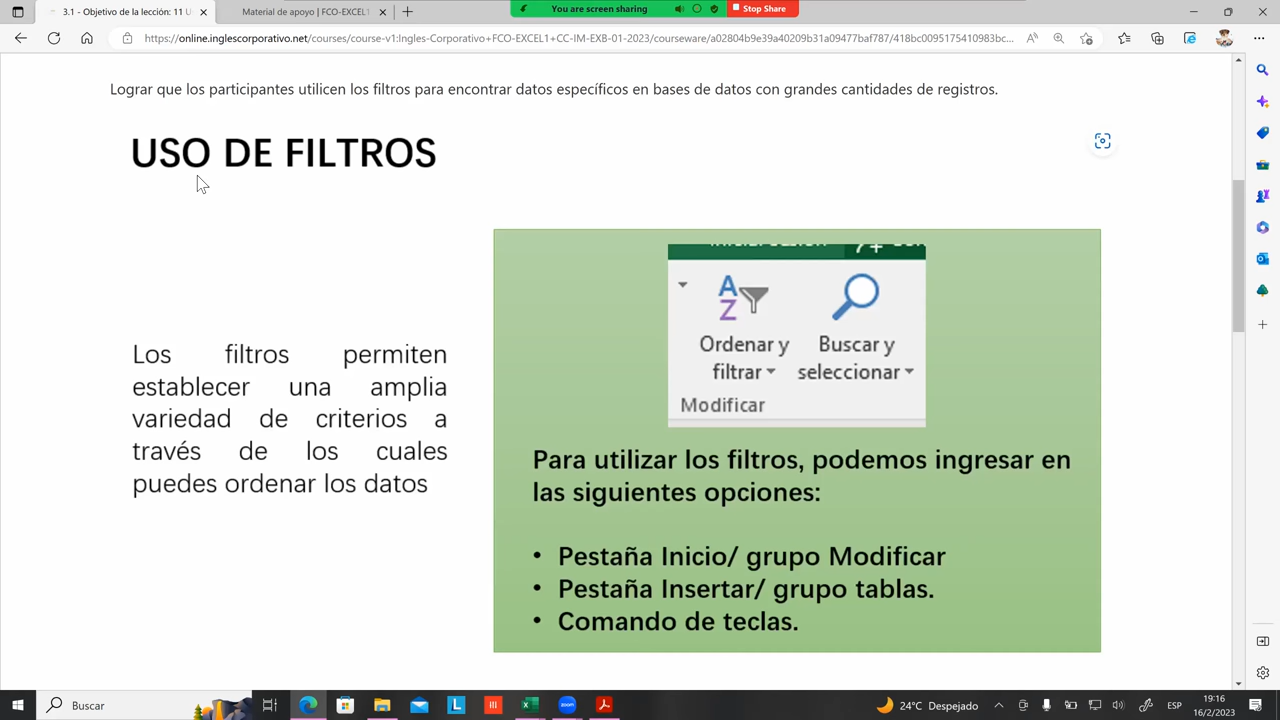 3.1 - Objetivo de la lección: 11 U
Material de apoyo | FCO-EXCEL1
You are screen sharing
Stop Share
https://online.inglescorporativo.net/courses/course-v1:Ingles-Corporativo+FCO-EXCEL1+CC-IM-EXB-01-2023/courseware/a02804b9e39a40209b31a09477baf787/418bc0095175410983bc...
Lograr que los participantes utilicen los filtros para encontrar datos específicos en bases de datos con grandes cantidades de registros.
USO DE FILTROS
Los filtros permiten
establecer una amplia
variedad de criterios a
través de los cuales
puedes ordenar los datos
Ordenar y
filtrar
Buscar y
seleccionar
Modificar
Para utilizar los filtros, podemos ingresar en
las siguientes opciones:
• Pestaña Inicio/ grupo Modificar
• Pestaña Insertar/ grupo tablas.
• Comando de teclas.
Buscar
24°C Despejado
ESP
19:16
16/2/2023